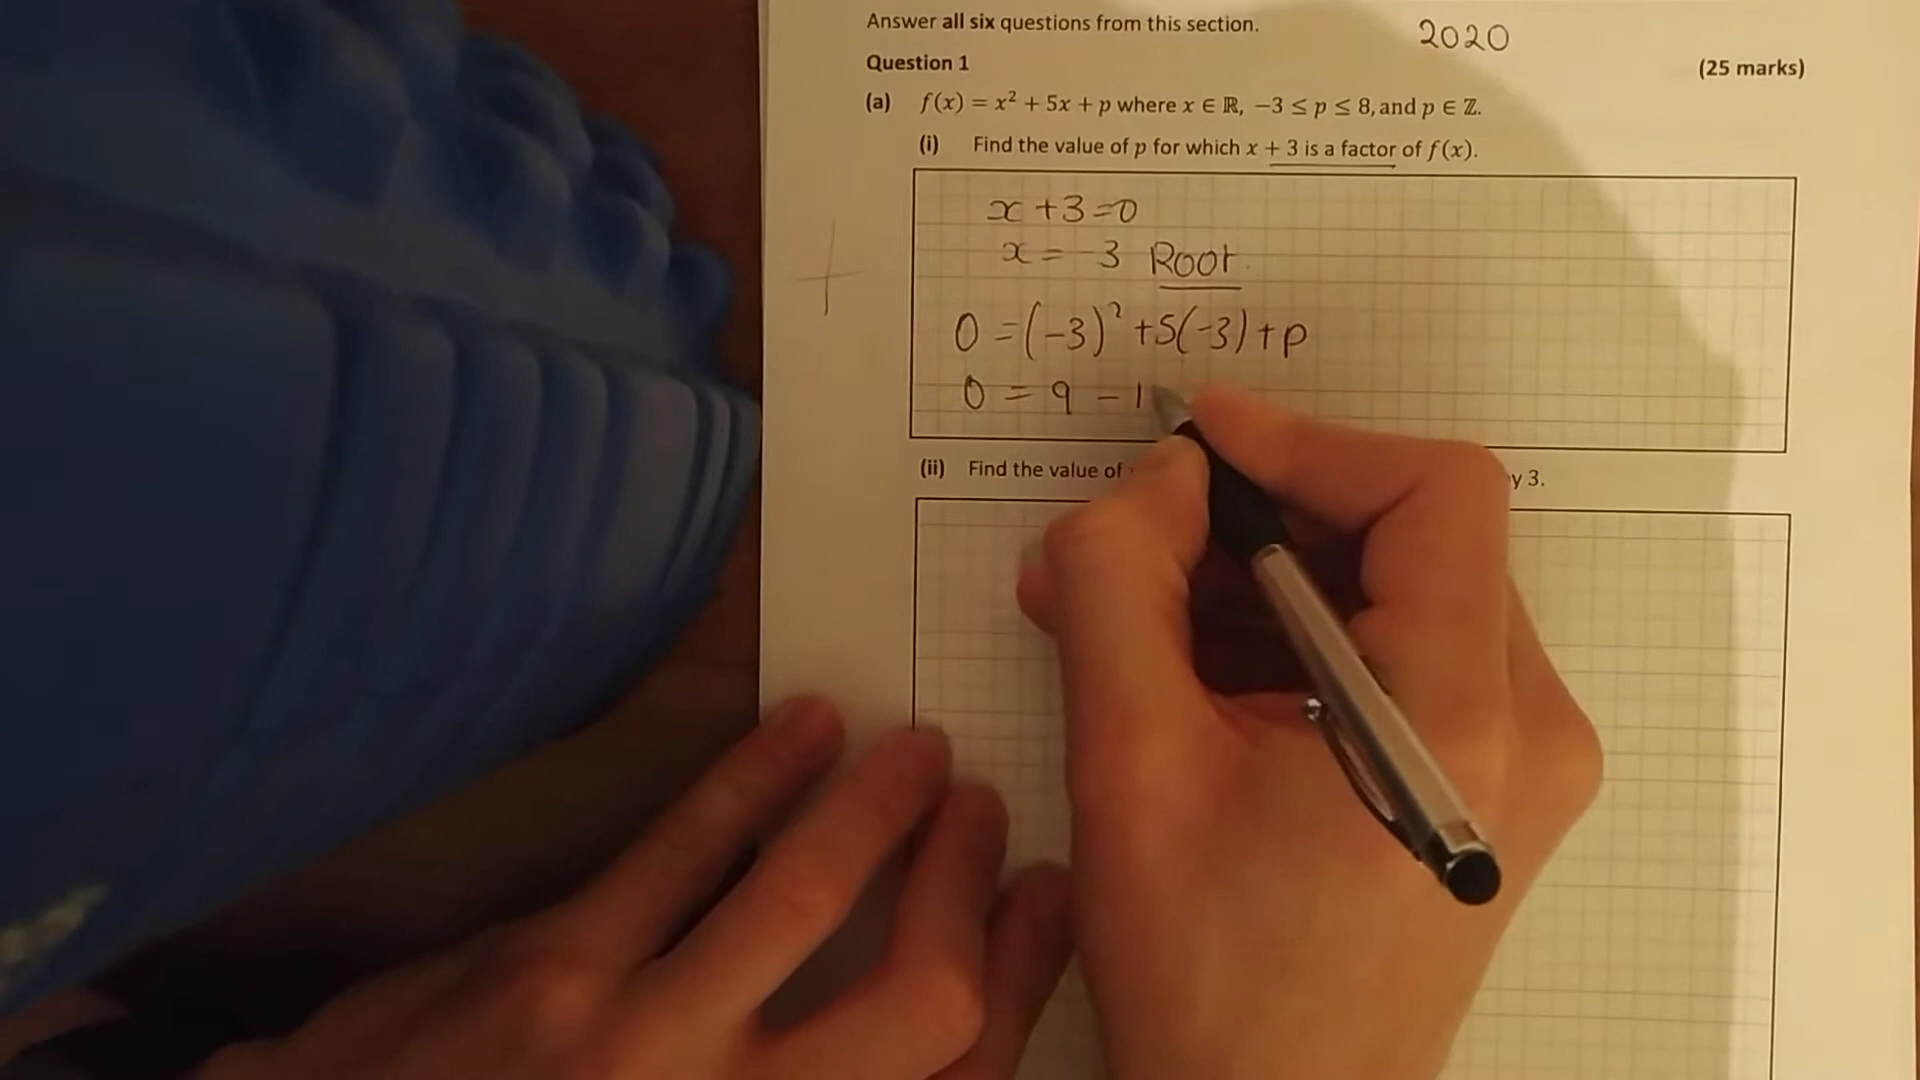 Answer all six questions from this section.
2020
Question 1
(25 marks)
(a) f(x) = x² + 5x + p where x ∈ ℝ, −3 ≤ p ≤ 8, and p ∈ ℤ.
(i) Find the value of p for which x + 3 is a factor of f(x).
x + 3 = 0
x = -3 Root
0 = (-3)² + 5(-3) + p
0 = 9 - 1
(ii) Find the value of
y 3.